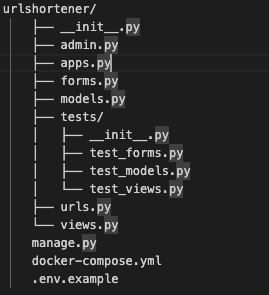 urlshortener/
├── __init__.py
├── admin.py
├── apps.py
├── forms.py
├── models.py
├── tests/
│   ├── __init__.py
│   ├── test_forms.py
│   ├── test_models.py
│   └── test_views.py
├── urls.py
└── views.py
manage.py
docker-compose.yml
.env.example